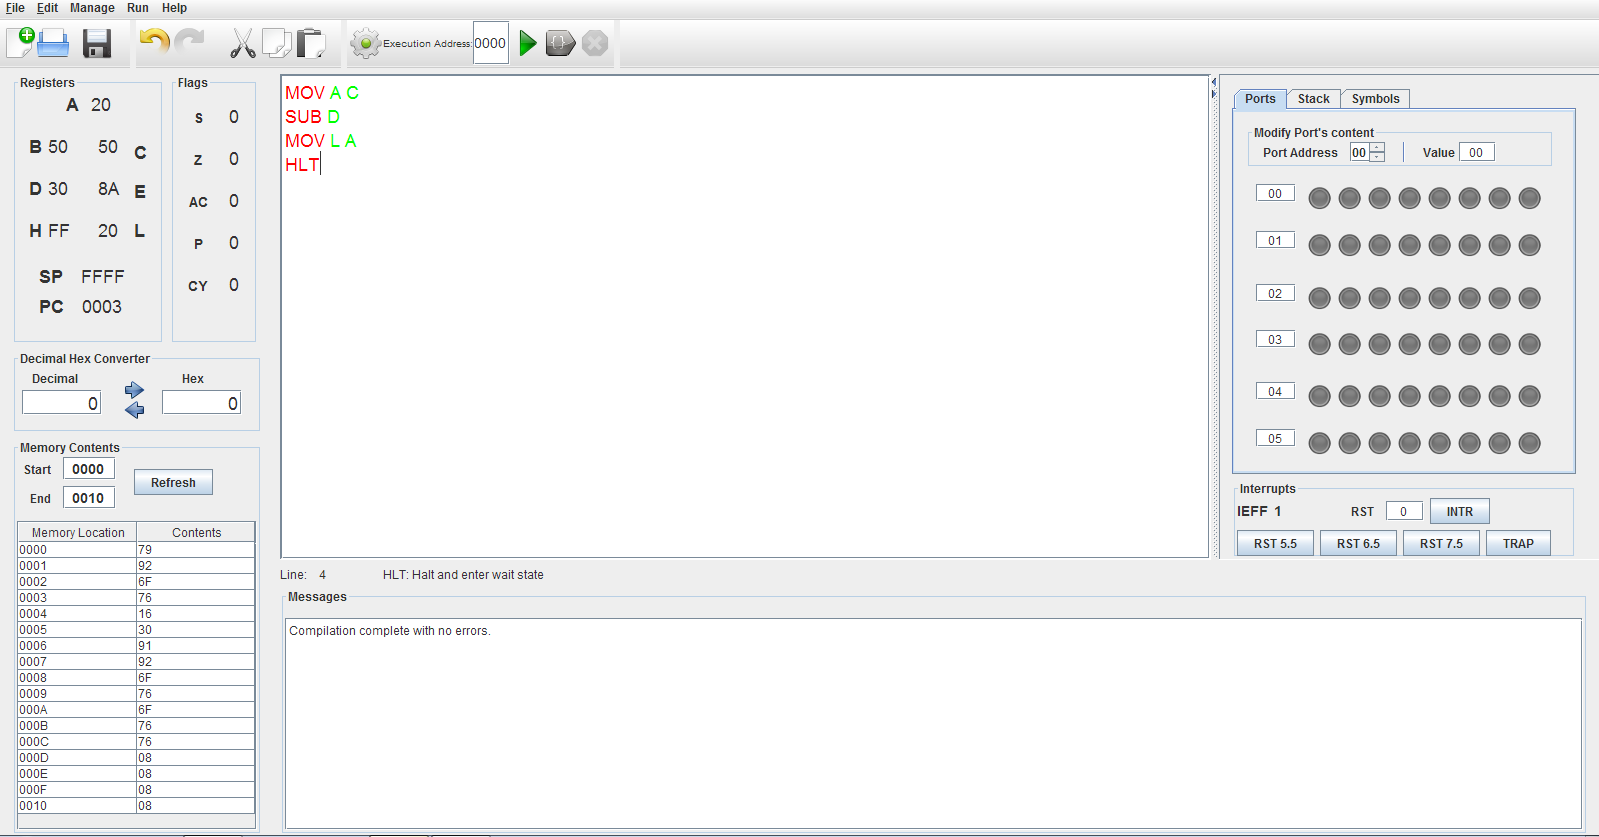 File Edit Manage Run Help
Execution Address: 0000
Registers
A 20
B 50 50 C
D 30 8A E
H FF 20 L
SP FFFF
PC 0003
Flags
S 0
Z 0
AC 0
P 0
CY 0
Decimal Hex Converter
Decimal Hex
0 0
Memory Contents
Start 0000
End 0010
Refresh
Memory Location Contents
0000 79
0001 92
0002 6F
0003 76
0004 16
0005 30
0006 91
0007 92
0008 6F
0009 76
000A 6F
000B 76
000C 76
000D 08
000E 08
000F 08
0010 08
MOV A C
SUB D
MOV L A
HLT
Line: 4 HLT: Halt and enter wait state
Messages
Compilation complete with no errors.
Ports Stack Symbols
Modify Port's content
Port Address 00 Value 00
00
01
02
03
04
05
Interrupts
IEFF 1 RST 0 INTR
RST 5.5 RST 6.5 RST 7.5 TRAP